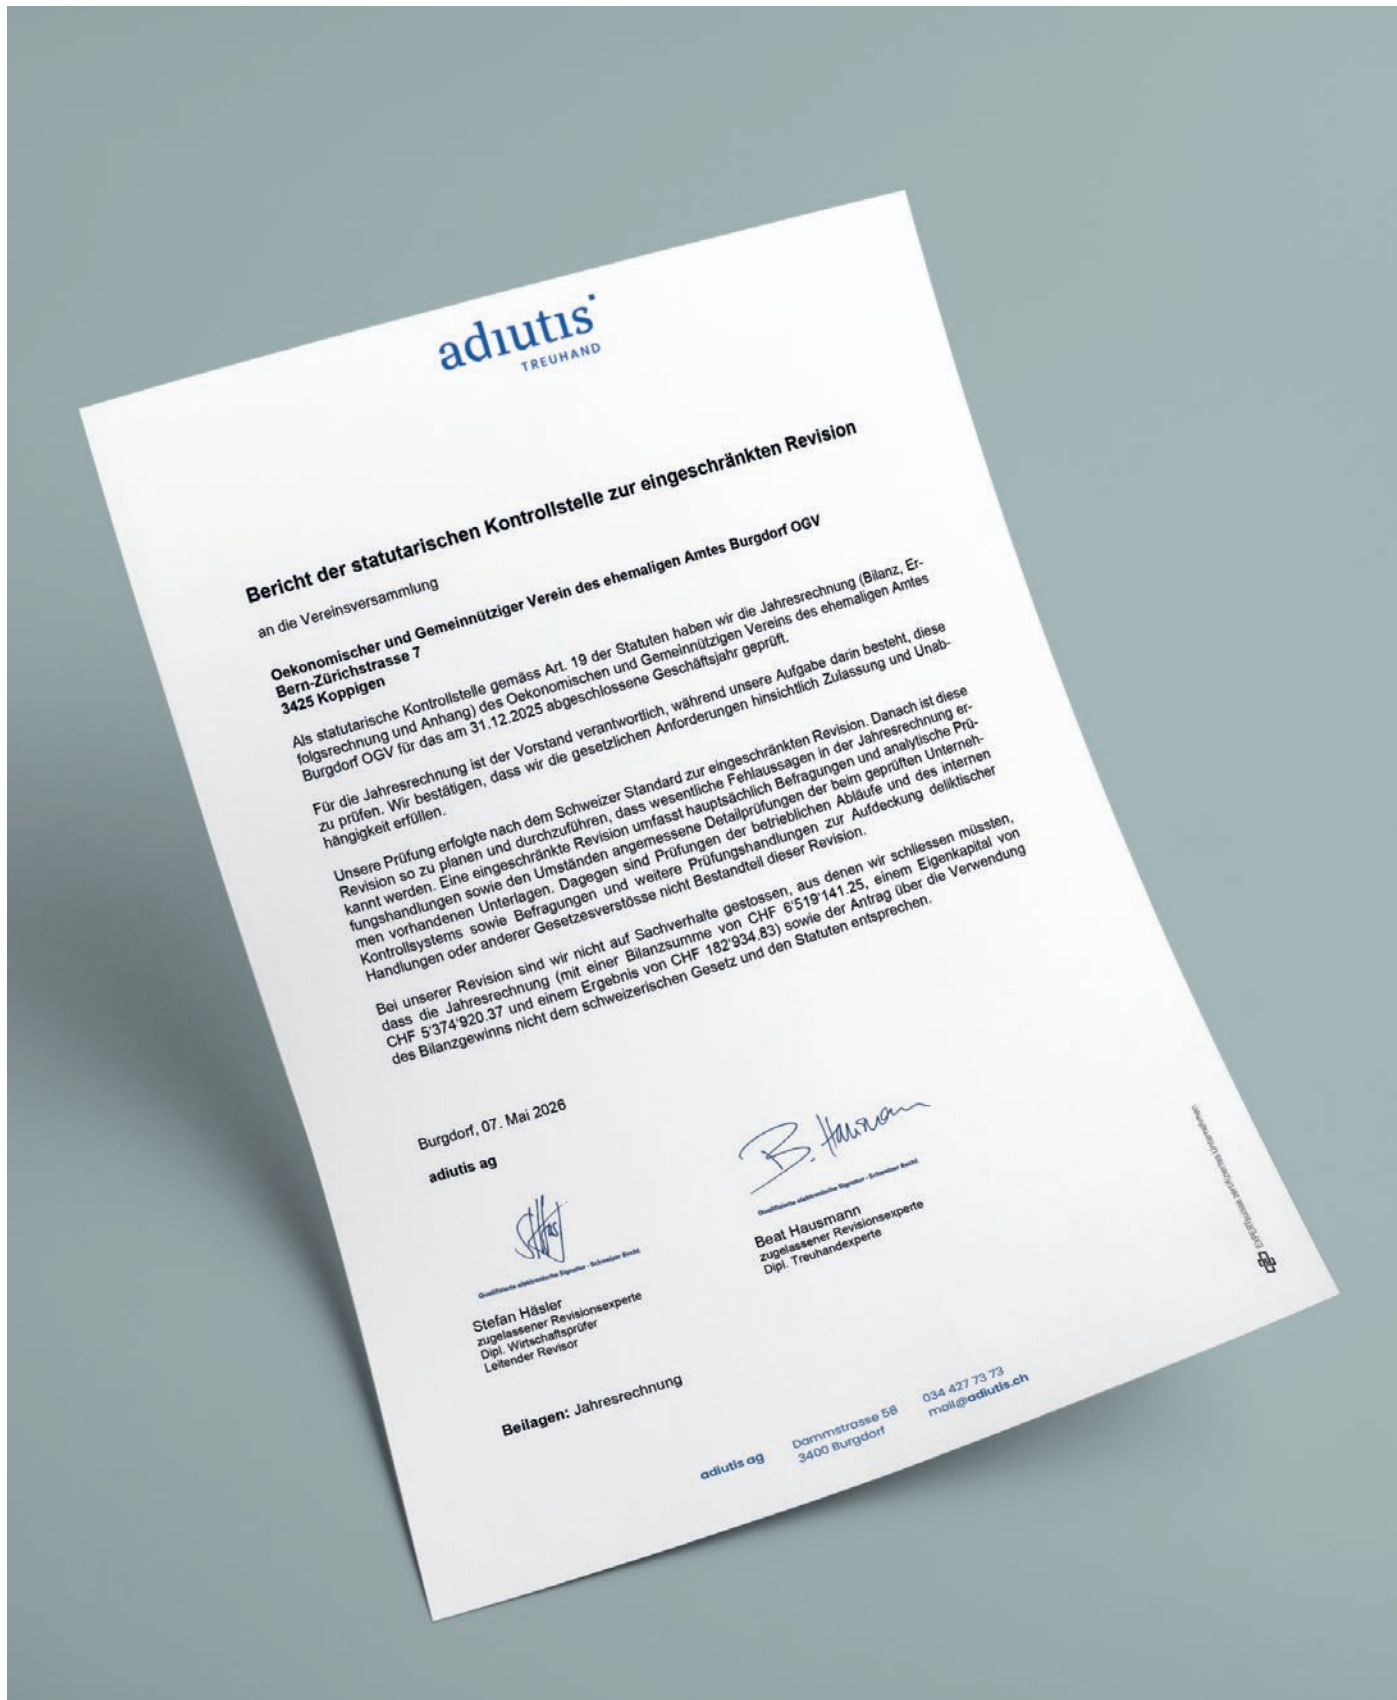 adiutis
TREUHAND
Bericht der statutarischen Kontrollstelle zur eingeschränkten Revision
an die Vereinsversammlung
Oekonomischer und Gemeinnütziger Verein des ehemaligen Amtes Burgdorf OGV
Bern-Zürichstrasse 7
3425 Koppigen
Als statutarische Kontrollstelle gemäss Art. 19 der Statuten haben wir die Jahresrechnung (Bilanz, Er-
folgsrechnung und Anhang) des Oekonomischen und Gemeinnützigen Vereins des ehemaligen Amtes
Burgdorf OGV für das am 31.12.2025 abgeschlossene Geschäftsjahr geprüft.
Für die Jahresrechnung ist der Vorstand verantwortlich, während unsere Aufgabe darin besteht, diese
zu prüfen. Wir bestätigen, dass wir die gesetzlichen Anforderungen hinsichtlich Zulassung und Unab-
hängigkeit erfüllen.
Unsere Prüfung erfolgte nach dem Schweizer Standard zur eingeschränkten Revision. Danach ist diese
Revision so zu planen und durchzuführen, dass wesentliche Fehlaussagen in der Jahresrechnung er-
kannt werden. Eine eingeschränkte Revision umfasst hauptsächlich Befragungen und analytische Prü-
fungshandlungen sowie den Umständen angemessene Detailprüfungen der beim geprüften Unterneh-
men vorhandenen Unterlagen. Dagegen sind Prüfungen der betrieblichen Abläufe und des internen
Kontrollsystems sowie Befragungen und weitere Prüfungshandlungen zur Aufdeckung deliktischer
Handlungen oder anderer Gesetzesverstösse nicht Bestandteil dieser Revision.
Bei unserer Revision sind wir nicht auf Sachverhalte gestossen, aus denen wir schliessen müssten,
dass die Jahresrechnung (mit einer Bilanzsumme von CHF 6'519'141.25, einem Eigenkapital von
CHF 5'374'920.37 und einem Ergebnis von CHF 182'934.83) sowie der Antrag über die Verwendung
des Bilanzgewinns nicht dem schweizerischen Gesetz und den Statuten entsprechen.
Burgdorf, 07. Mai 2026
adiutis ag
B. Hausmann
Qualifizierte elektronische Signatur - Schweizer Recht
Qualifizierte elektronische Signatur - Schweizer Recht
Beat Hausmann
zugelassener Revisionsexperte
Dipl. Treuhandexperte
Stefan Häsler
zugelassener Revisionsexperte
Dipl. Wirtschaftsprüfer
Leitender Revisor
Beilagen: Jahresrechnung
adiutis ag
Dammstrasse 58
3400 Burgdorf
034 427 73 73
mail@adiutis.ch
EXPERTsuisse zertifiziertes Unternehmen